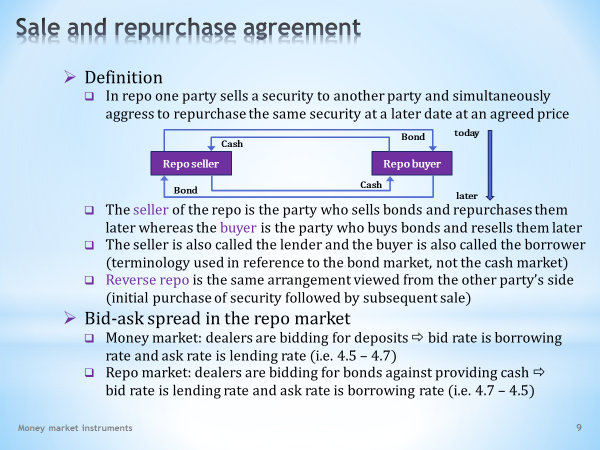 Sale and repurchase agreement
Definition
In repo one party sells a security to another party and simultaneously
aggress to repurchase the same security at a later date at an agreed price
Bond
today
Cash
Repo seller
Repo buyer
Cash
Bond
later
The seller of the repo is the party who sells bonds and repurchases them
later whereas the buyer is the party who buys bonds and resells them later
The seller is also called the lender and the buyer is also called the borrower
(terminology used in reference to the bond market, not the cash market)
Reverse repo is the same arrangement viewed from the other party's side
(initial purchase of security followed by subsequent sale)
Bid-ask spread in the repo market
Money market: dealers are bidding for deposits ⇨ bid rate is borrowing
rate and ask rate is lending rate (i.e. 4.5 – 4.7)
Repo market: dealers are bidding for bonds against providing cash ⇨
bid rate is lending rate and ask rate is borrowing rate (i.e. 4.7 – 4.5)
Money market instruments
9